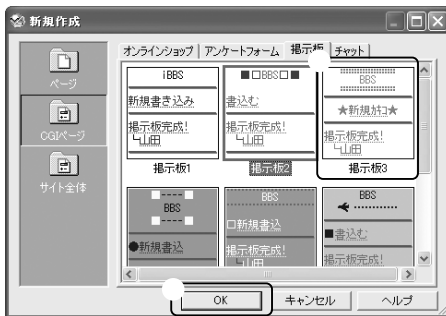 新規作成
オンラインショップ アンケートフォーム 掲示板 チャット
ページ
CGIページ
サイト全体
iBBS
新規書き込み
掲示板完成!
└山田
掲示板1
■□BBS□■
書込む
掲示板完成!
└山田
掲示板2
BBS
★新規カキコ★
掲示板完成!
└山田
掲示板3
BBS
●新規書込
BBS
□新規書込
掲示板完成!
└山田
BBS
■書込む
掲示板完成!
OK キャンセル ヘルプ